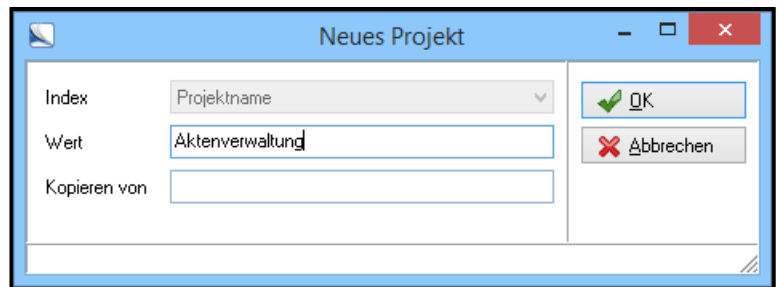 Neues Projekt
Index
Projektname
OK
Wert
Aktenverwaltung
Abbrechen
Kopieren von